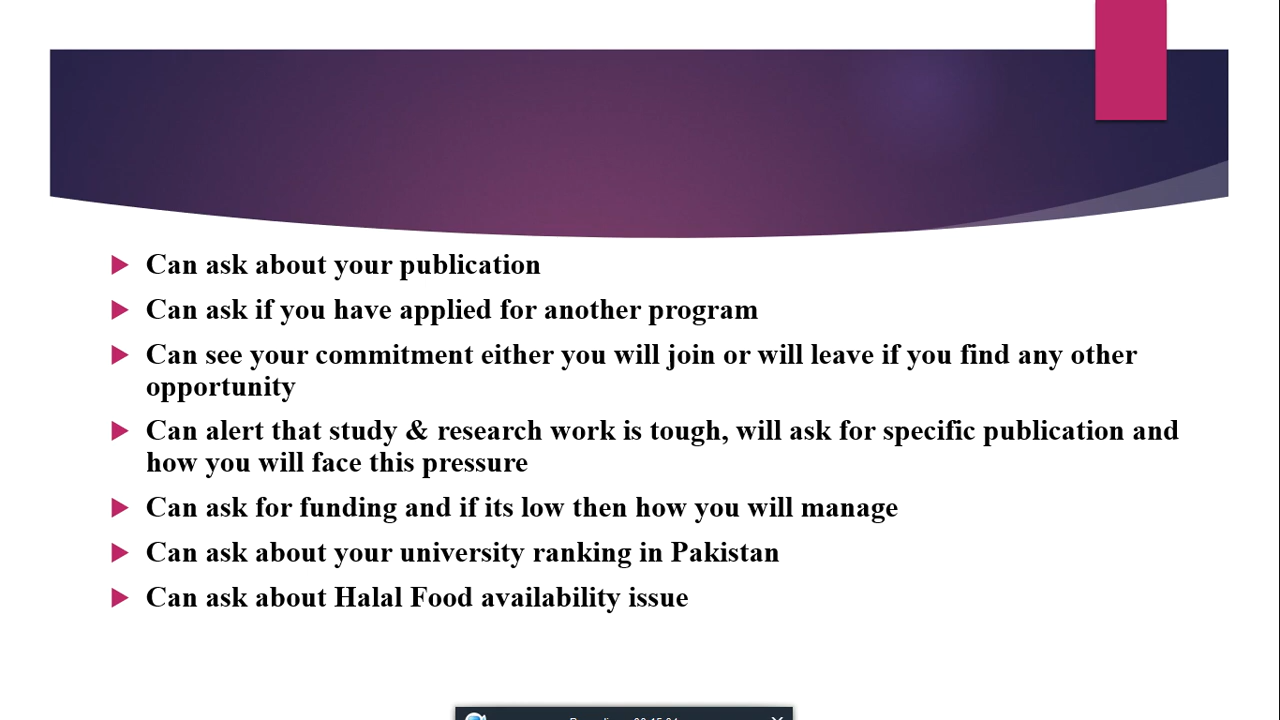 Can ask about your publication
Can ask if you have applied for another program
Can see your commitment either you will join or will leave if you find any other
opportunity
Can alert that study & research work is tough, will ask for specific publication and
how you will face this pressure
Can ask for funding and if its low then how you will manage
Can ask about your university ranking in Pakistan
Can ask about Halal Food availability issue